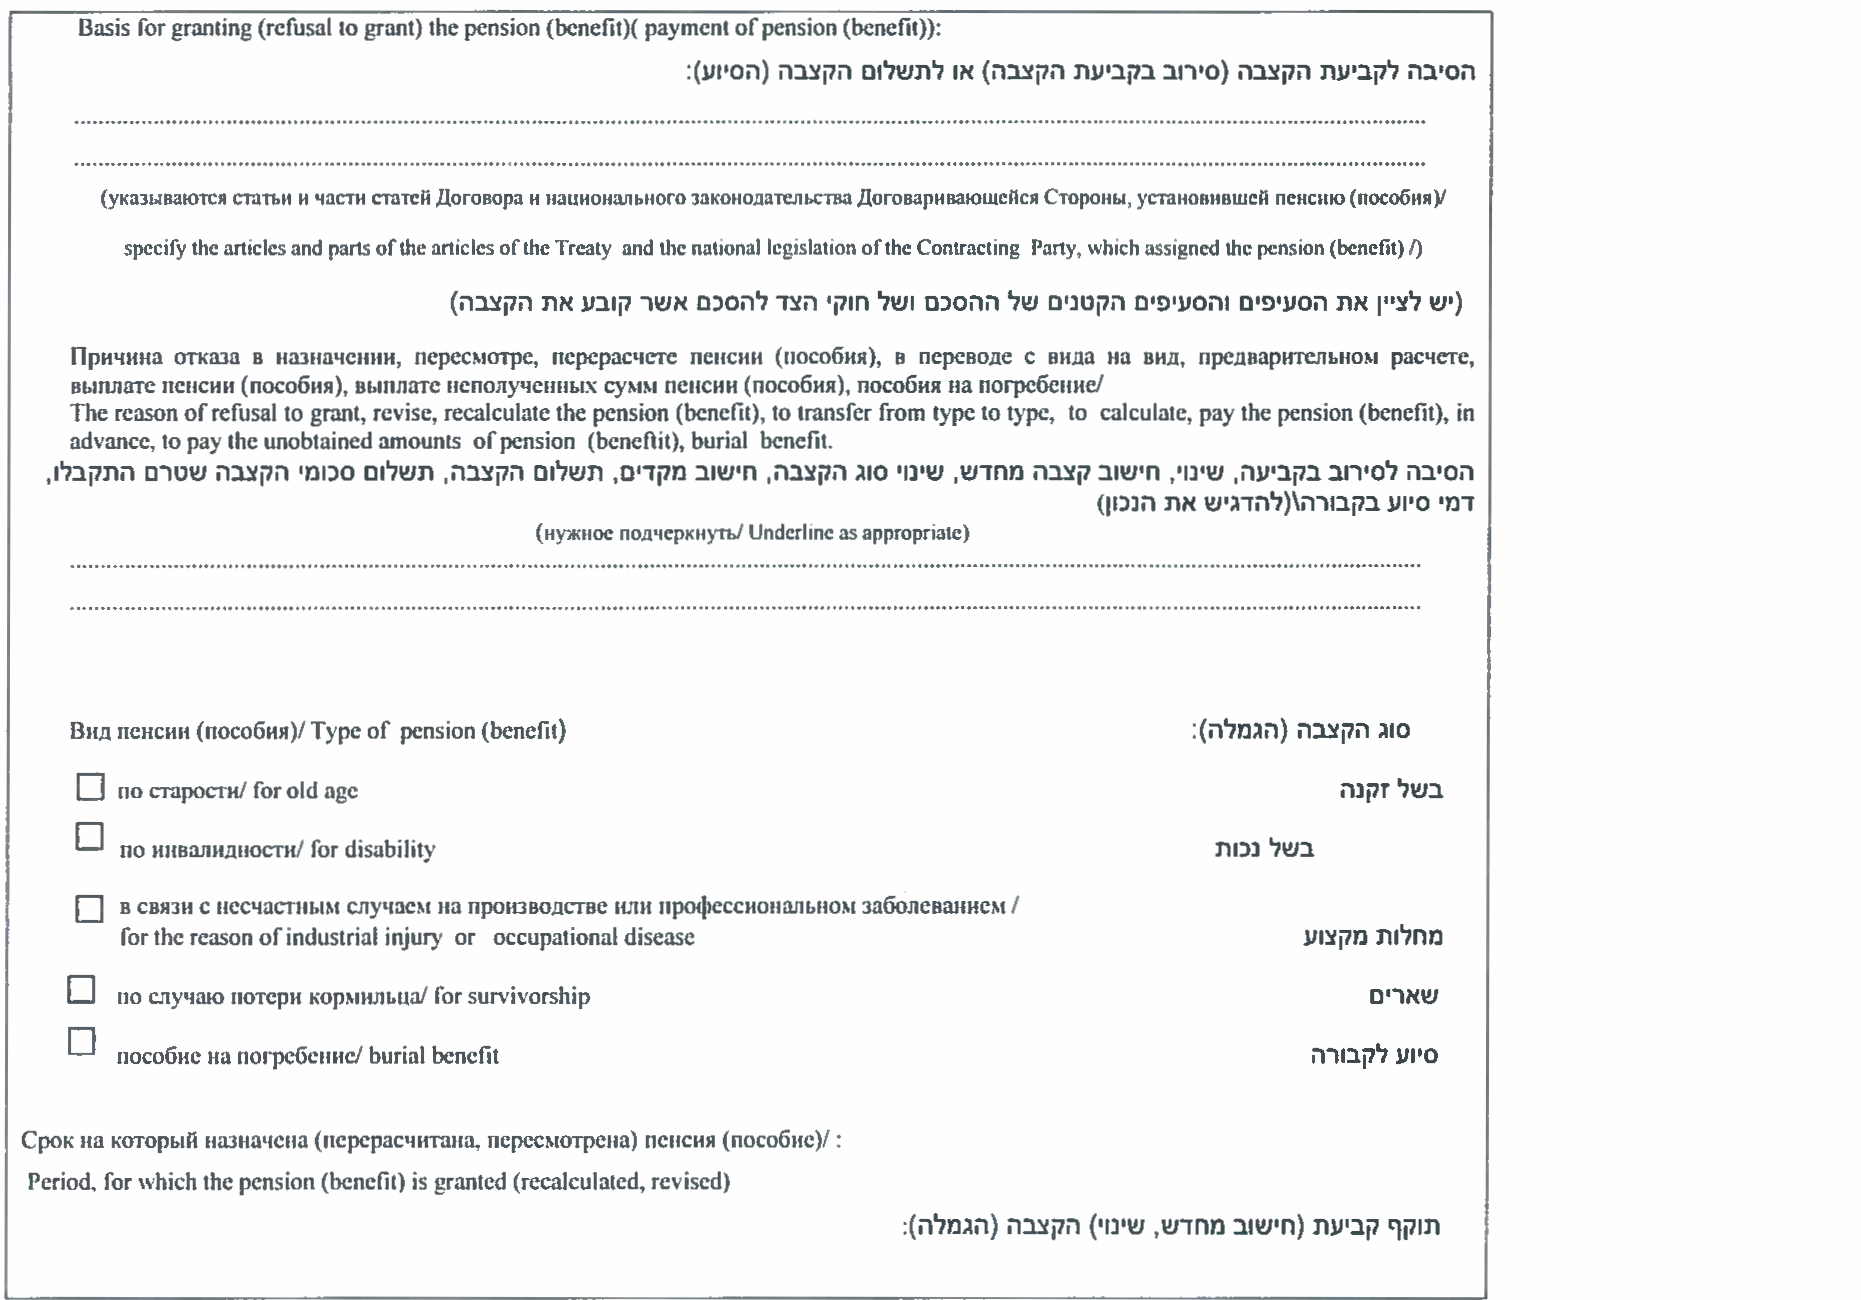 Basis for granting (refusal to grant) the pension (benefit)( payment of pension (benefit)):
הסיבה לקביעת הקצבה (סירוב בקביעת הקצבה) או לתשלום הקצבה (הסיוע):
(указываются статьи и части статей Договора и национального законодательства Договаривающейся Стороны, установившей пенсию (пособия)/
specify the articles and parts of the articles of the Treaty and the national legislation of the Contracting Party, which assigned the pension (benefit) /)
(יש לציין את הסעיפים והסעיפים הקטנים של ההסכם ושל חוקי הצד להסכם אשר קובע את הקצבה)
Причина отказа в назначении, пересмотре, перерасчете пенсии (пособия), в переводе с вида на вид, предварительном расчете,
выплате пенсии (пособия), выплате неполученных сумм пенсии (пособия), пособия на погребение/
The reason of refusal to grant, revise, recalculate the pension (benefit), to transfer from type to type, to calculate, pay the pension (benefit), in
advance, to pay the unobtained amounts of pension (beneftit), burial benefit.
הסיבה לסירוב בקביעה, שינוי, חישוב קצבה מחדש, שינוי סוג הקצבה, חישוב מקדים, תשלום הקצבה, תשלום סכומי הקצבה שטרם התקבלו,
דמי סיוע בקבורה\(להדגיש את הנכון)
(нужное подчеркнуть/ Underline as appropriate)
Вид пенсии (пособия)/ Type of pension (benefit) סוג הקצבה (הגמלה):
по старости/ for old age בשל זקנה
по инвалидности/ for disability בשל נכות
в связи с несчастным случаем на производстве или профессиональном заболеванием /
for the reason of industrial injury or occupational disease מחלות מקצוע
по случаю потери кормильца/ for survivorship שארים
пособие на погребение/ burial benefit סיוע לקבורה
Срок на который назначена (перерасчитана, пересмотрена) пенсия (пособие)/ :
Period, for which the pension (benefit) is granted (recalculated, revised)
תוקף קביעת (חישוב מחדש, שינוי) הקצבה (הגמלה):